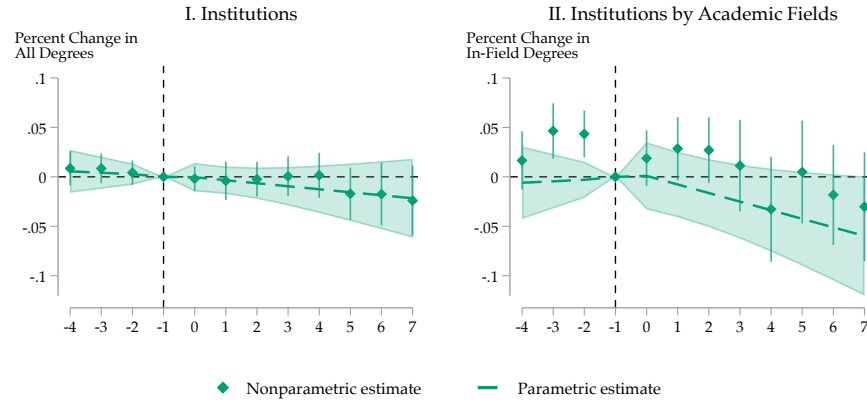 I. Institutions
Percent Change in
All Degrees
.1
.05
0
-.05
-.1
-4 -3 -2 -1 0 1 2 3 4 5 6 7
II. Institutions by Academic Fields
Percent Change in
In-Field Degrees
.1
.05
0
-.05
-.1
-4 -3 -2 -1 0 1 2 3 4 5 6 7
Nonparametric estimate
Parametric estimate